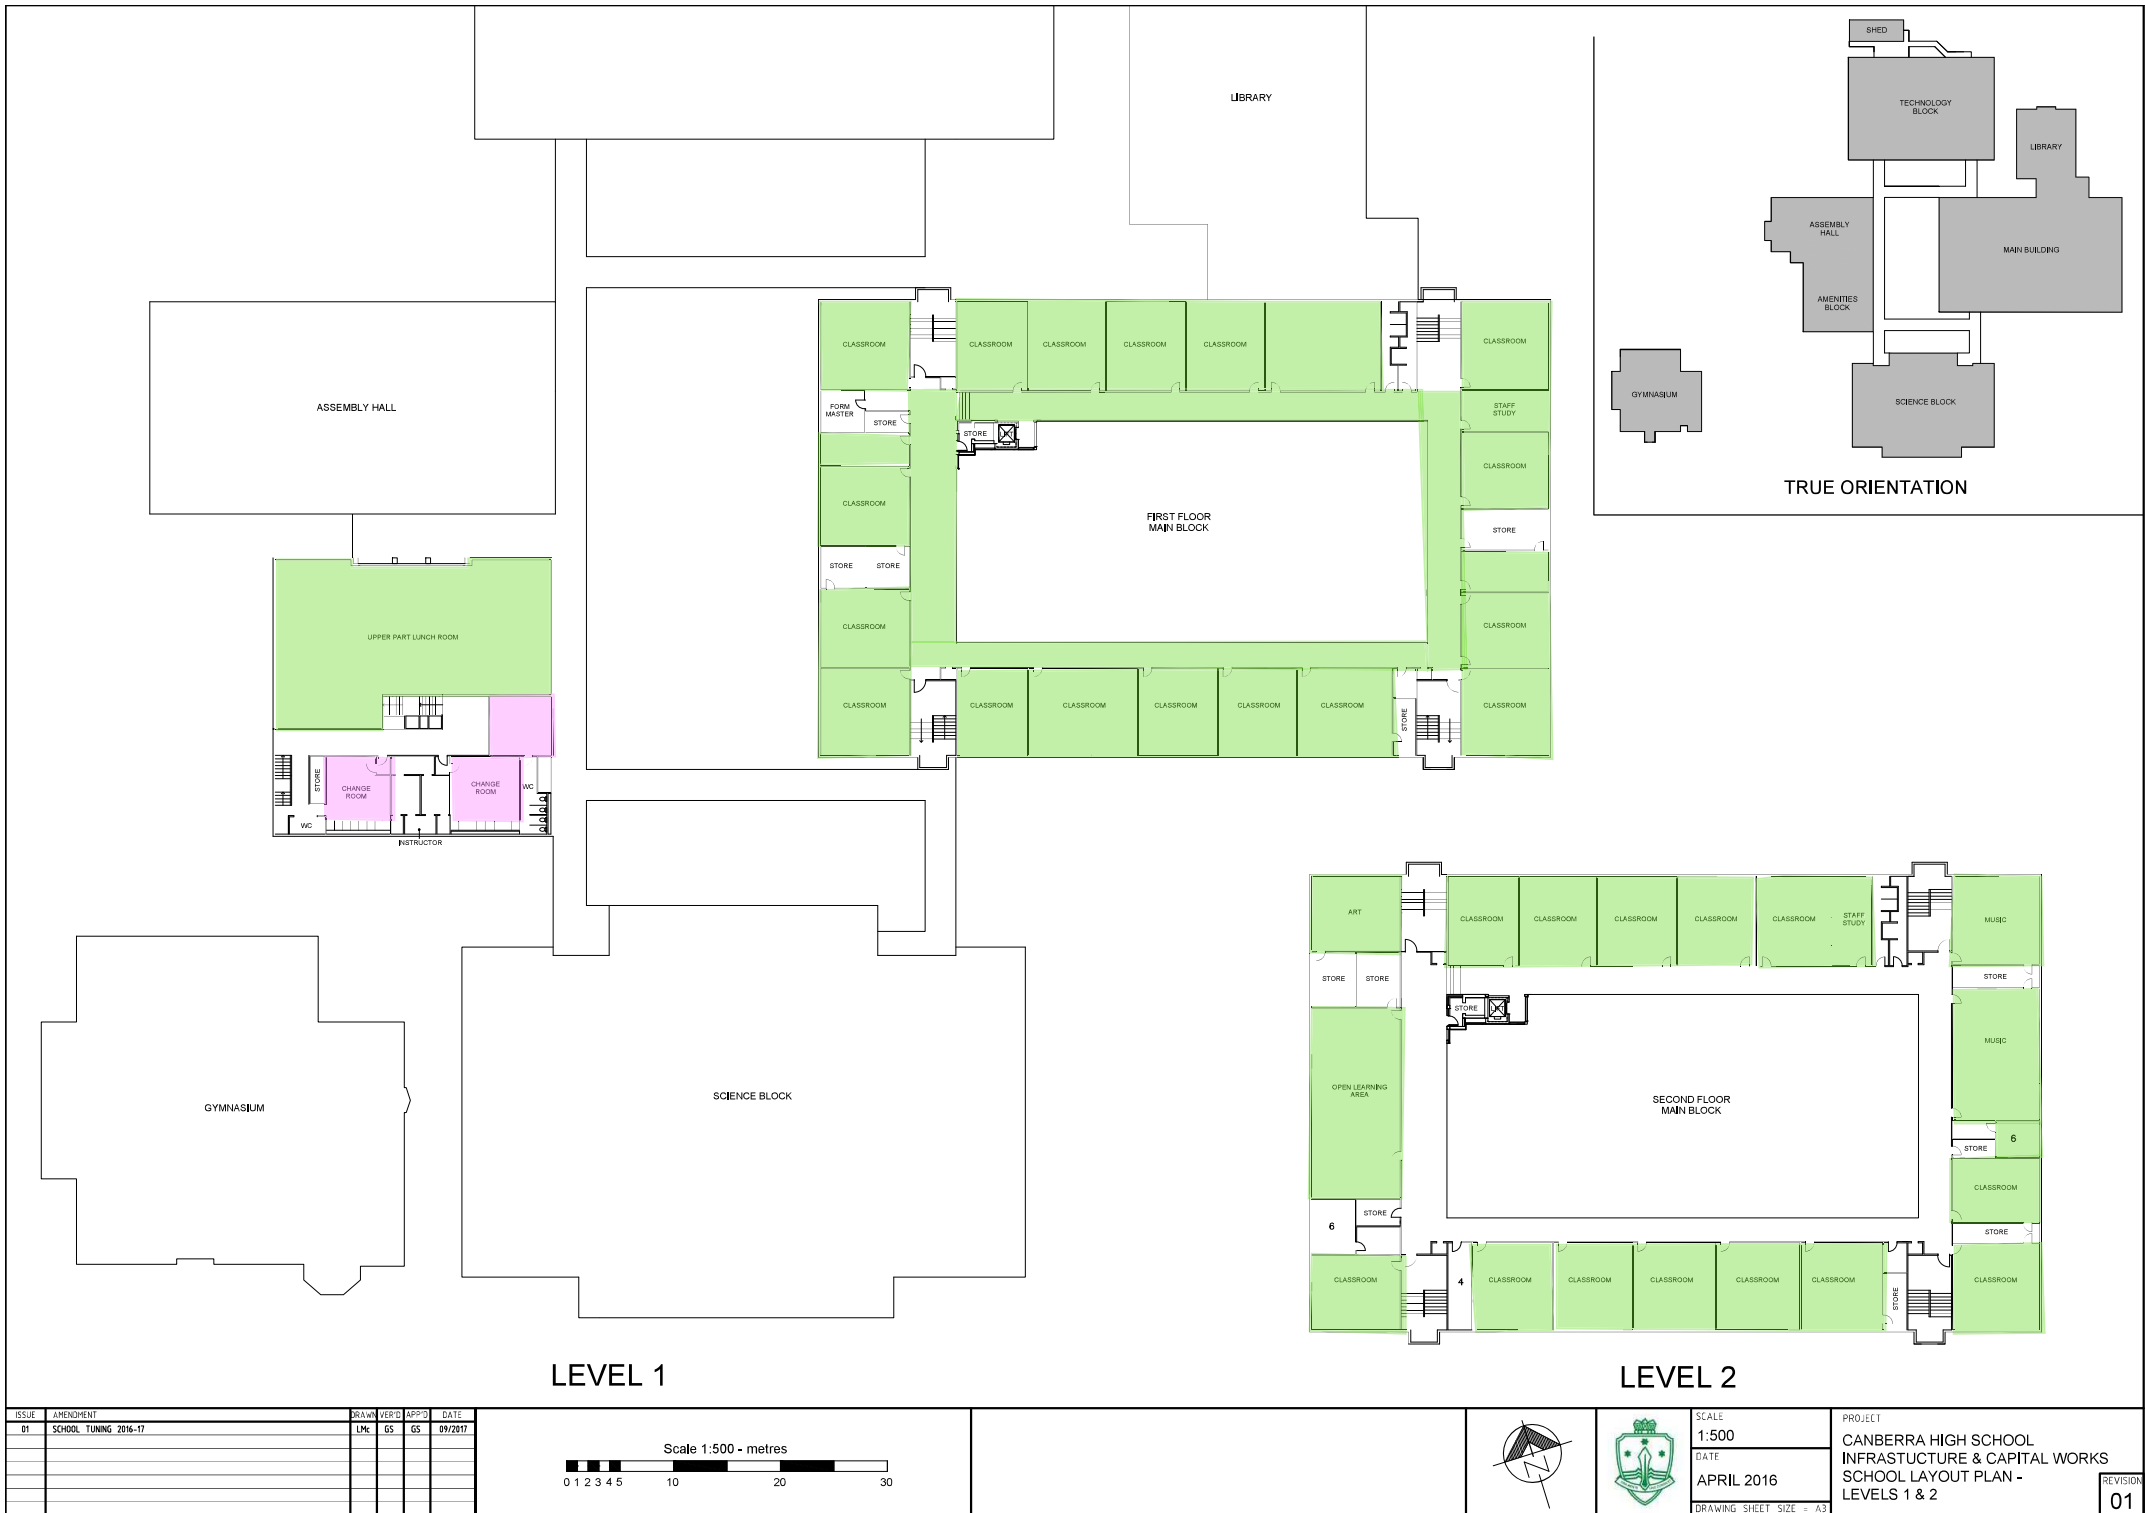 LIBRARY
ASSEMBLY HALL
CLASSROOM
CLASSROOM
CLASSROOM
CLASSROOM
CLASSROOM
CLASSROOM
FORM
MASTER
STORE
STORE
LIFT
STAFF
STUDY
CLASSROOM
CLASSROOM
FIRST FLOOR
MAIN BLOCK
STORE
STORE
STORE
CLASSROOM
CLASSROOM
CLASSROOM
CLASSROOM
CLASSROOM
CLASSROOM
CLASSROOM
CLASSROOM
STORE
CLASSROOM
UPPER PART LUNCH ROOM
STORE
CHANGE
ROOM
CHANGE
ROOM
WC
WC
INSTRUCTOR
GYMNASIUM
SCIENCE BLOCK
LEVEL 1
SHED
TECHNOLOGY
BLOCK
LIBRARY
ASSEMBLY
HALL
MAIN BUILDING
AMENITIES
BLOCK
GYMNASIUM
SCIENCE BLOCK
TRUE ORIENTATION
ART
CLASSROOM
CLASSROOM
CLASSROOM
CLASSROOM
CLASSROOM
STAFF
STUDY
MUSIC
STORE
STORE
STORE
STORE
LIFT
MUSIC
OPEN LEARNING
AREA
SECOND FLOOR
MAIN BLOCK
6
STORE
CLASSROOM
6
STORE
STORE
CLASSROOM
4
CLASSROOM
CLASSROOM
CLASSROOM
CLASSROOM
CLASSROOM
STORE
CLASSROOM
LEVEL 2
ISSUE AMENDMENT DRAWN VER'D APP'D DATE
01 SCHOOL TUNING 2016-17 LMc GS GS 09/2017
Scale 1:500 - metres
0 1 2 3 4 5 10 20 30
N
SCALE
1:500
DATE
APRIL 2016
DRAWING SHEET SIZE = A3
PROJECT
CANBERRA HIGH SCHOOL
INFRASTUCTURE & CAPITAL WORKS
SCHOOL LAYOUT PLAN -
LEVELS 1 & 2
REVISION
01